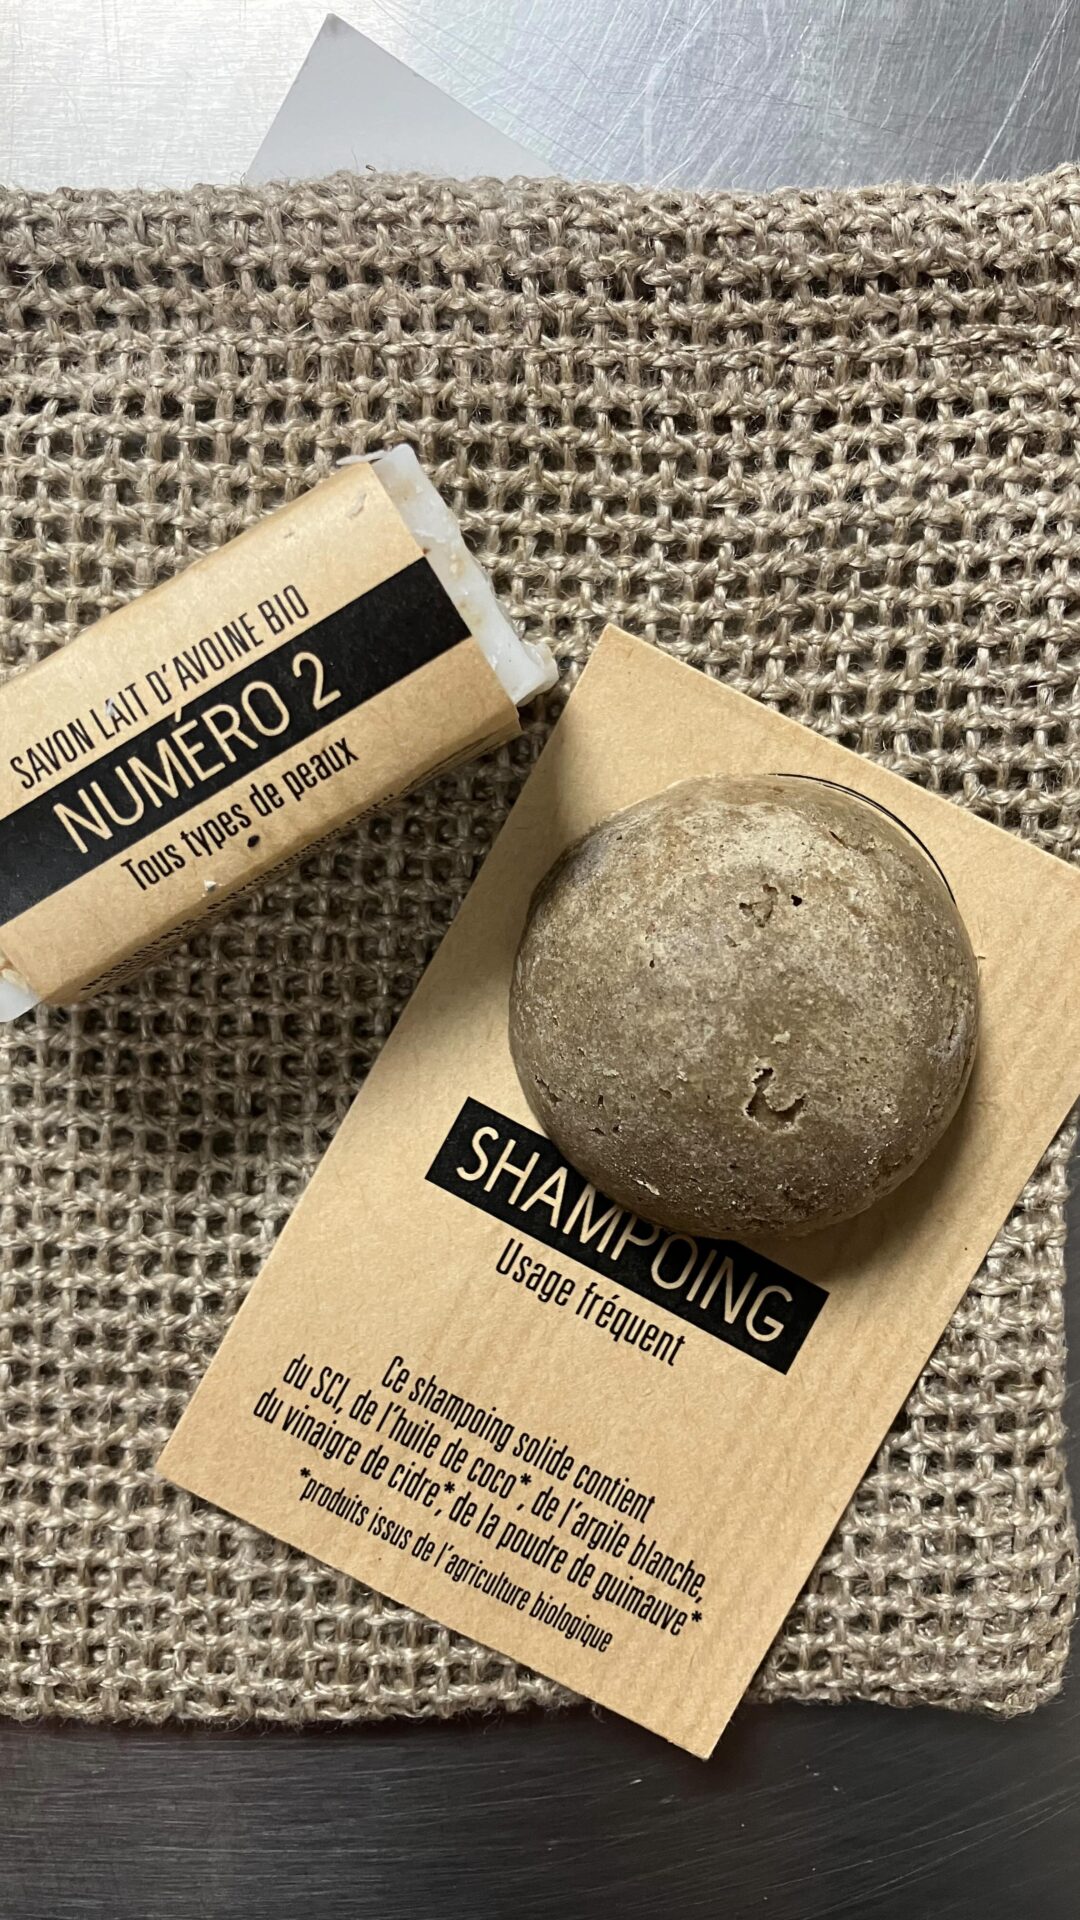 SAVON LAIT D'AVOINE BIO
NUMÉRO 2
Tous types de peaux
SHAMPOING
Usage fréquent
Ce shampoing solide contient
du SCI, de l'huile de coco*, de l'argile blanche,
du vinaigre de cidre,* de la poudre de guimauve*
*produits issus de l'agriculture biologique